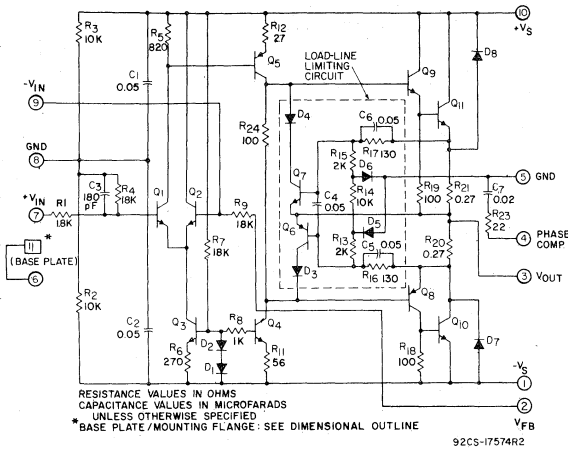 R3
10K
R5
820
R12
27
10
+VS
D8
Q5
LOAD-LINE
LIMITING
CIRCUIT
Q9
C1
0.05
-VIN
9
Q11
R24
100
D4
C6 0.05
R17 130
R15
2K
D6
GND
8
5
GND
Q7
C3
180
pF
R4
18K
Q1
Q2
C4
0.05
R14
10K
R19
100
R21
0.27
C7
0.02
+VIN
7
R1
1.8K
R9
18K
D5
R23
22
4
PHASE
COMP.
Q6
R13
2K
C5 0.05
R20
0.27
R7
18K
11
*
(BASE PLATE)
6
D3
R16 130
3
VOUT
R2
10K
Q8
C2
0.05
Q3
R8
1K
Q4
Q10
D2
D7
R6
270
D1
R11
56
R18
100
-VS
1
RESISTANCE VALUES IN OHMS
CAPACITANCE VALUES IN MICROFARADS
UNLESS OTHERWISE SPECIFIED
2
VFB
* BASE PLATE/MOUNTING FLANGE: SEE DIMENSIONAL OUTLINE
92CS-17574R2